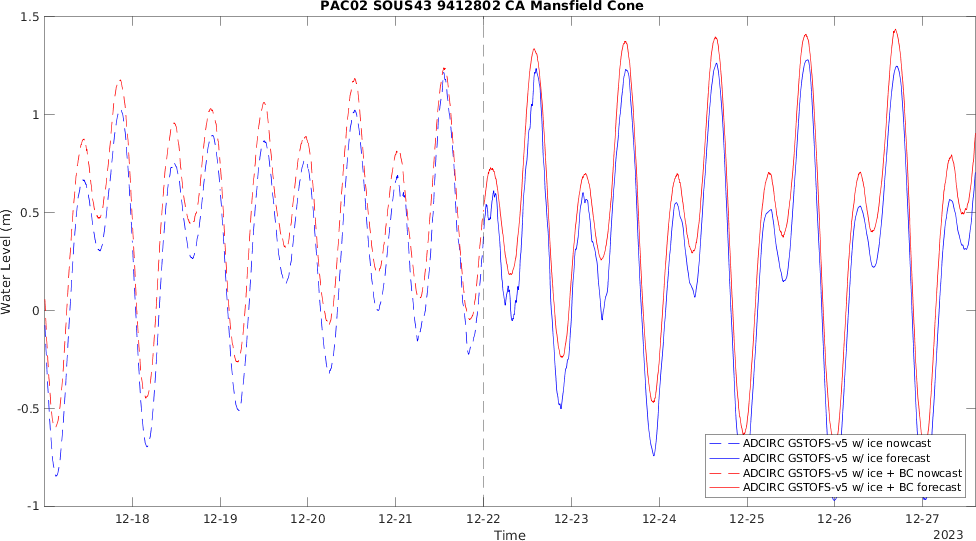 PAC02 SOUS43 9412802 CA Mansfield Cone
Water Level (m)
1.5
1
0.5
0
-0.5
-1
12-18
12-19
12-20
12-21
12-22
12-23
12-24
12-25
12-26
12-27
Time
2023
ADCIRC GSTOFS-v5 w/ ice nowcast
ADCIRC GSTOFS-v5 w/ ice forecast
ADCIRC GSTOFS-v5 w/ ice + BC nowcast
ADCIRC GSTOFS-v5 w/ ice + BC forecast